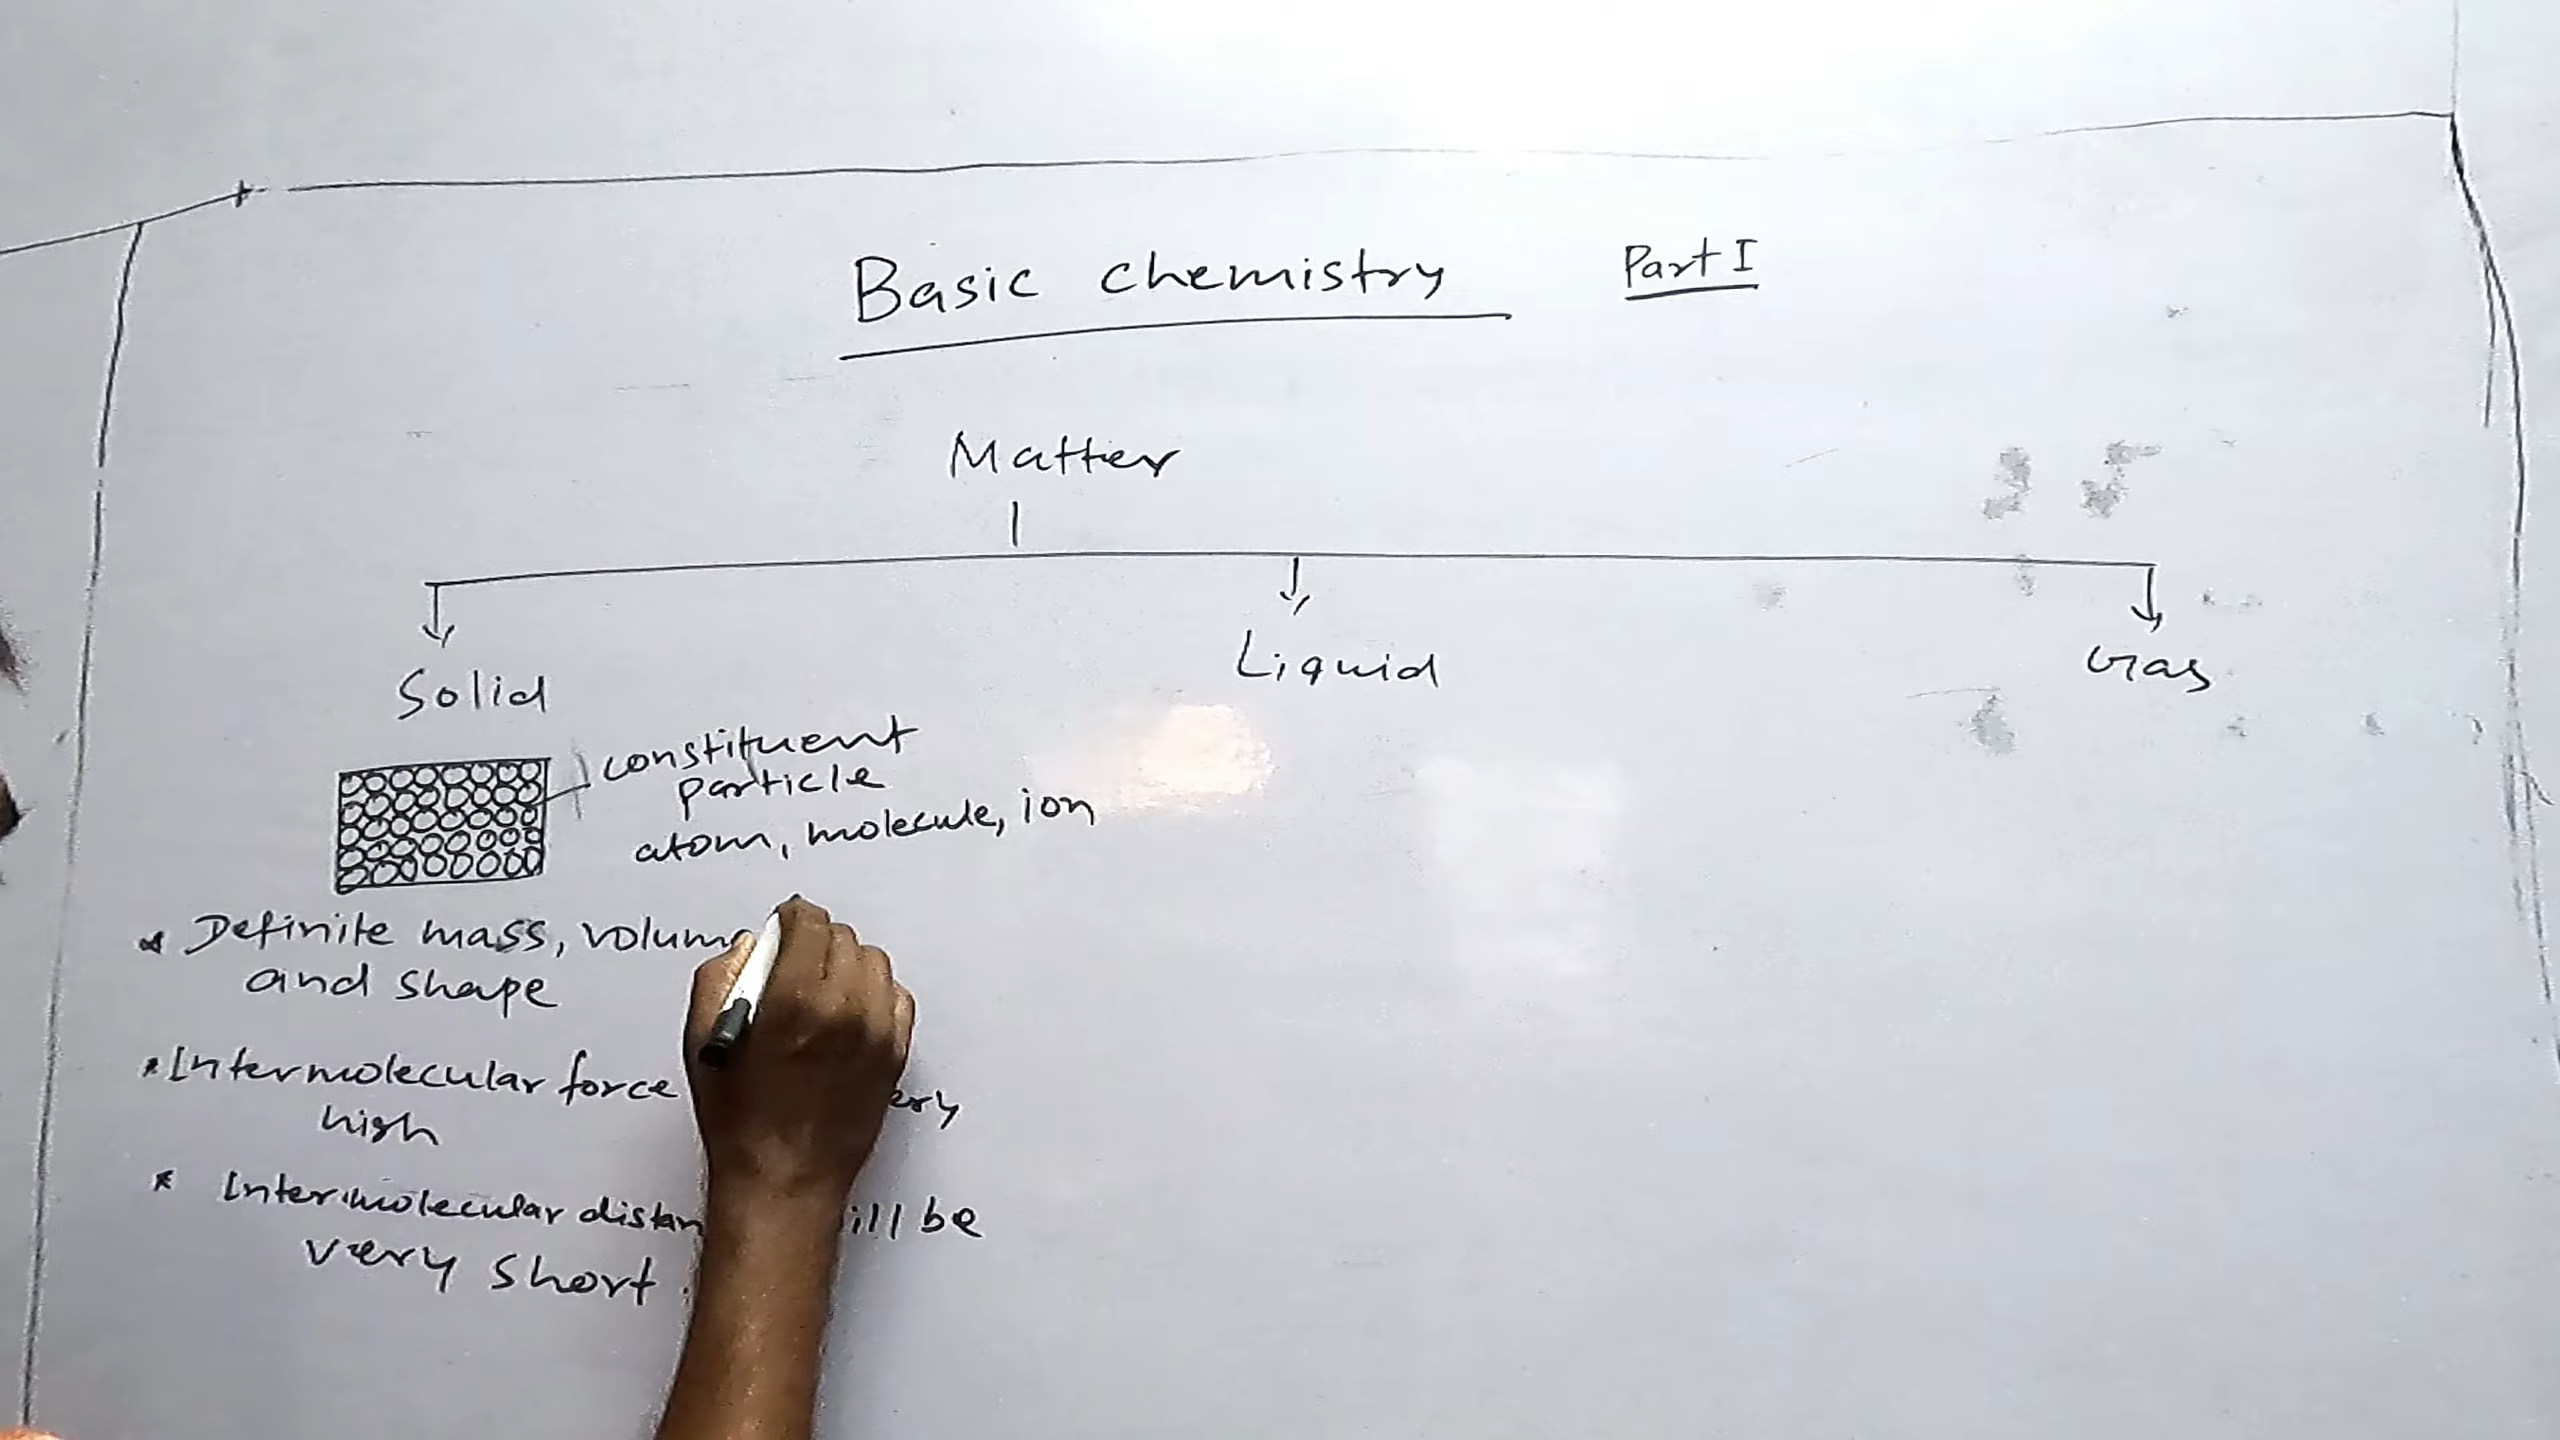 Basic chemistry Part I
Matter
Solid Liquid Gas
constituent
particle
atom, molecule, ion
* Definite mass, volume
and shape
* Intermolecular force
high
* Intermolecular be
very short.